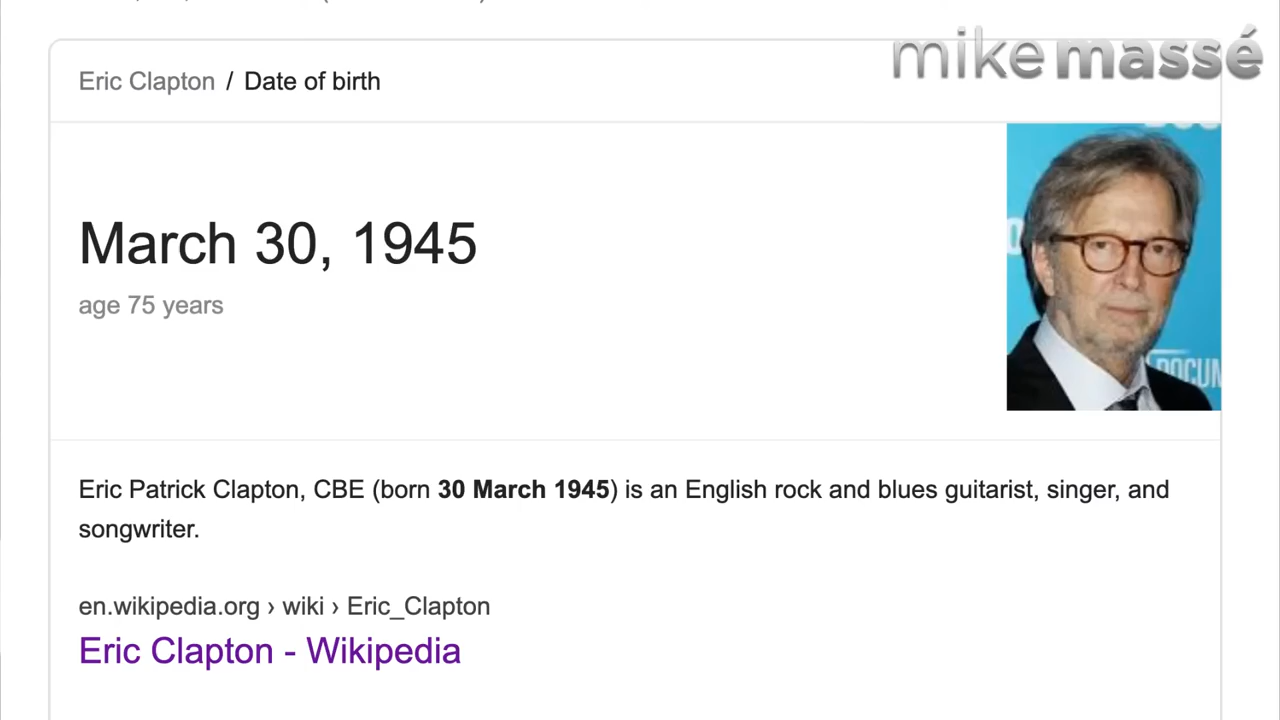 mike massé
Eric Clapton / Date of birth
March 30, 1945
age 75 years
DOCUM
Eric Patrick Clapton, CBE (born 30 March 1945) is an English rock and blues guitarist, singer, and
songwriter.
en.wikipedia.org › wiki › Eric_Clapton
Eric Clapton - Wikipedia